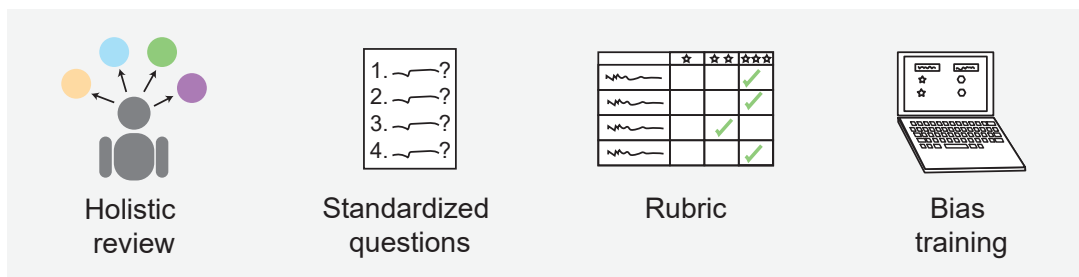 1. ?
2. ?
3. ?
4. ?
Holistic
review
Standardized
questions
Rubric
Bias
training